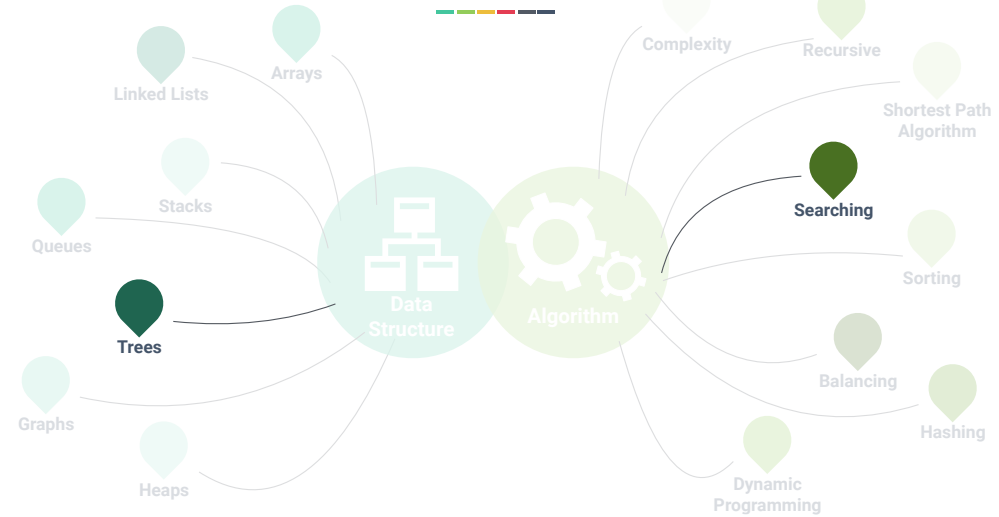 Complexity
Recursive
Arrays
Linked Lists
Shortest Path
Algorithm
Stacks
Searching
Queues
Sorting
Data
Structure
Algorithm
Trees
Balancing
Graphs
Hashing
Heaps
Dynamic
Programming